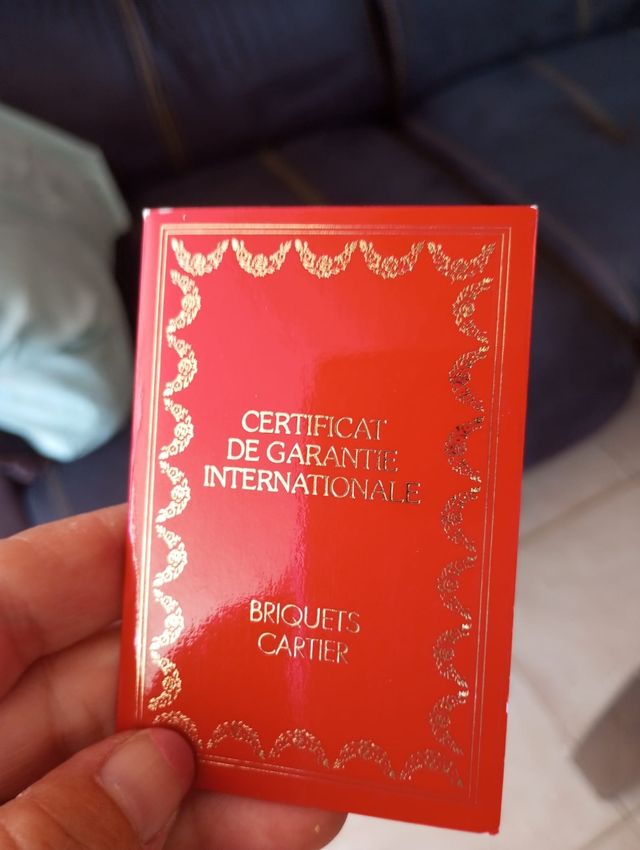 CERTIFICAT
DE GARANTIE
INTERNATIONALE
BRIQUETS
CARTIER